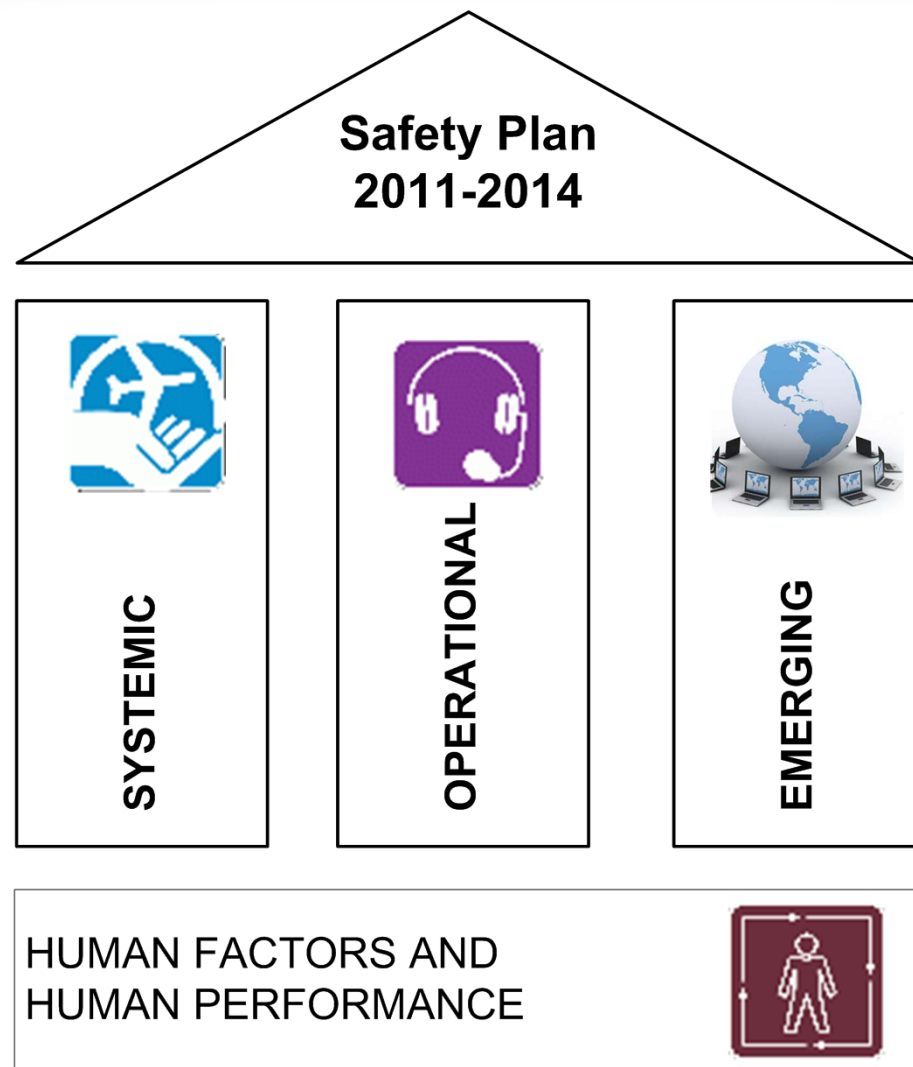 Safety Plan
2011-2014
SYSTEMIC
OPERATIONAL
EMERGING
HUMAN FACTORS AND
HUMAN PERFORMANCE